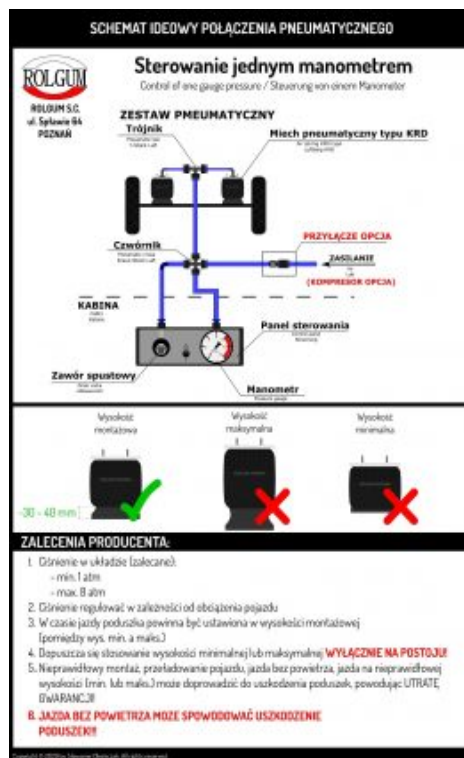 SCHEMAT IDEOWY POŁĄCZENIA PNEUMATYCZNEGO
ROLGUM
ROLGUM S.C.
ul. Spławie 64
POZNAŃ
Sterowanie jednym manometrem
Control of one gauge pressure / Steuerung von einem Manometer
ZESTAW PNEUMATYCZNY
Trójnik
Miech pneumatyczny typu KRD
PRZYŁĄCZE OPCJA
Czwórnik
ZASILANIE
(KOMPRESOR OPCJA)
KABINA
Panel sterowania
Zawór spustowy
Manometr
Wysokość
montażowa
Wysokość
maksymalna
Wysokość
minimalna
~30 - 40 mm
ZALECENIA PRODUCENTA:
1. Ciśnienie w układzie (zalecane):
- min. 1 atm
- max. 8 atm
2. Ciśnienie regulować w zależności od obciążenia pojazdu
3. W czasie jazdy poduszka powinna być ustawiona w wysokości montażowej
(pomiędzy wys. min. a maks.)
4. Dopuszcza się stosowanie wysokości minimalnej lub maksymalnej WYŁĄCZNIE NA POSTOJU!
5. Nieprawidłowy montaż, przeładowanie pojazdu, jazda bez powietrza, jazda na nieprawidłowej
wysokości (min. lub maks.) może doprowadzić do uszkodzenia poduszek, powodując UTRATĘ
GWARANCJI!
6. JAZDA BEZ POWIETRZA MOŻE SPOWODOWAĆ USZKODZENIE
PODUSZEK!!!